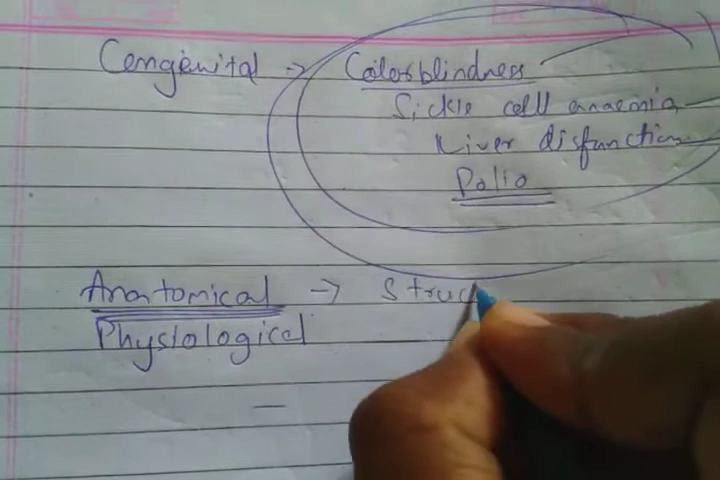 Congenital → Colorblindness
Sickle cell anaemia
Liver disfunction
Polio
Anatomical → Struc
Physiological
—